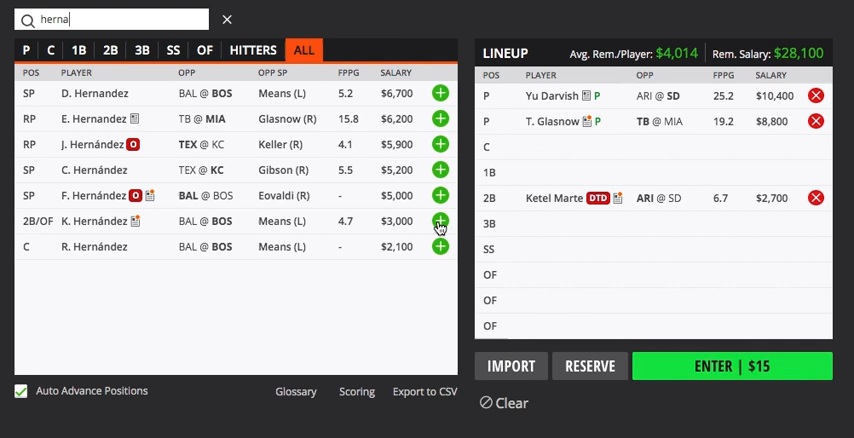 herna
P C 1B 2B 3B SS OF HITTERS ALL
POS PLAYER OPP OPP SP FPPG SALARY
SP D. Hernandez BAL @ BOS Means (L) 5.2 $6,700
RP E. Hernandez TB @ MIA Glasnow (R) 15.8 $6,200
RP J. Hernández O TEX @ KC Keller (R) 4.1 $5,900
SP C. Hernández TEX @ KC Gibson (R) 5.5 $5,200
SP F. Hernández O BAL @ BOS Eovaldi (R) - $5,000
2B/OF K. Hernández BAL @ BOS Means (L) 4.7 $3,000
C R. Hernández BAL @ BOS Means (L) - $2,100
Auto Advance Positions Glossary Scoring Export to CSV
LINEUP Avg. Rem./Player: $4,014 Rem. Salary: $28,100
POS PLAYER OPP FPPG SALARY
P Yu Darvish P ARI @ SD 25.2 $10,400
P T. Glasnow P TB @ MIA 19.2 $8,800
C
1B
2B Ketel Marte DTD ARI @ SD 6.7 $2,700
3B
SS
OF
OF
OF
IMPORT RESERVE ENTER | $15
Clear